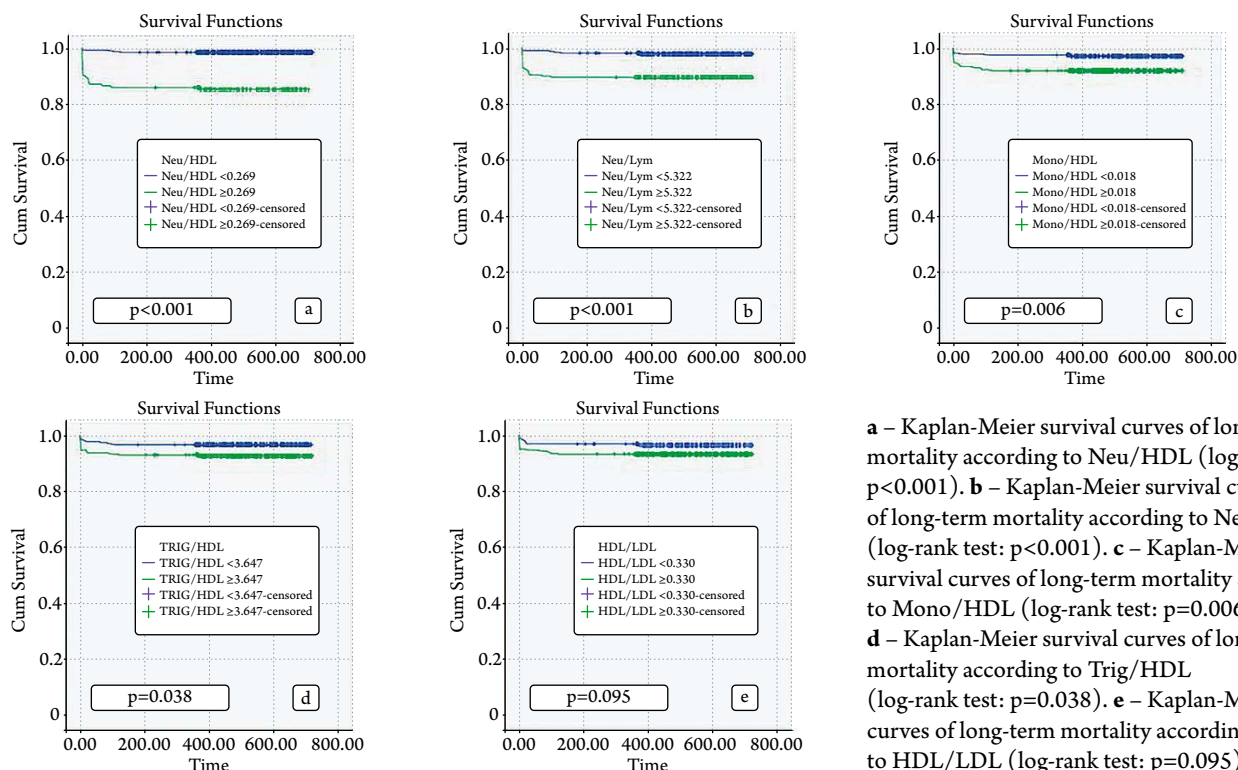 Survival Functions
Cum Survival
1.0
0.8
0.6
0.4
0.2
0
Neu/HDL
Neu/HDL <0.269
Neu/HDL ≥0.269
Neu/HDL <0.269-censored
Neu/HDL ≥0.269-censored
p<0.001
a
0.00 200.00 400.00 600.00 800.00
Time
Survival Functions
Cum Survival
1.0
0.8
0.6
0.4
0.2
0
Neu/Lym
Neu/Lym <5.322
Neu/Lym ≥5.322
Neu/Lym <5.322-censored
Neu/Lym ≥5.322-censored
p<0.001
b
0.00 200.00 400.00 600.00 800.00
Time
Survival Functions
Cum Survival
1.0
0.8
0.6
0.4
0.2
0
Mono/HDL
Mono/HDL <0.018
Mono/HDL ≥0.018
Mono/HDL <0.018-censored
Mono/HDL ≥0.018-censored
p=0.006
c
0.00 200.00 400.00 600.00 800.00
Time
Survival Functions
Cum Survival
1.0
0.8
0.6
0.4
0.2
0
TRIG/HDL
TRIG/HDL <3.647
TRIG/HDL ≥3.647
TRIG/HDL <3.647-censored
TRIG/HDL ≥3.647-censored
p=0.038
d
0.00 200.00 400.00 600.00 800.00
Time
Survival Functions
Cum Survival
1.0
0.8
0.6
0.4
0.2
0
HDL/LDL
HDL/LDL <0.330
HDL/LDL ≥0.330
HDL/LDL <0.330-censored
HDL/LDL ≥0.330-censored
p=0.095
e
0.00 200.00 400.00 600.00 800.00
Time
a – Kaplan-Meier survival curves of
mortality according to Neu/HDL
p<0.001). b – Kaplan-Meier survival
of long-term mortality according to
(log-rank test: p<0.001). c –
survival curves of long-term mortality
to Mono/HDL (log-rank test: p=0.006
d – Kaplan-Meier survival curves of
mortality according to Trig/HDL
(log-rank test: p=0.038). e –
curves of long-term mortality
to HDL/LDL (log-rank test: p=0.095)